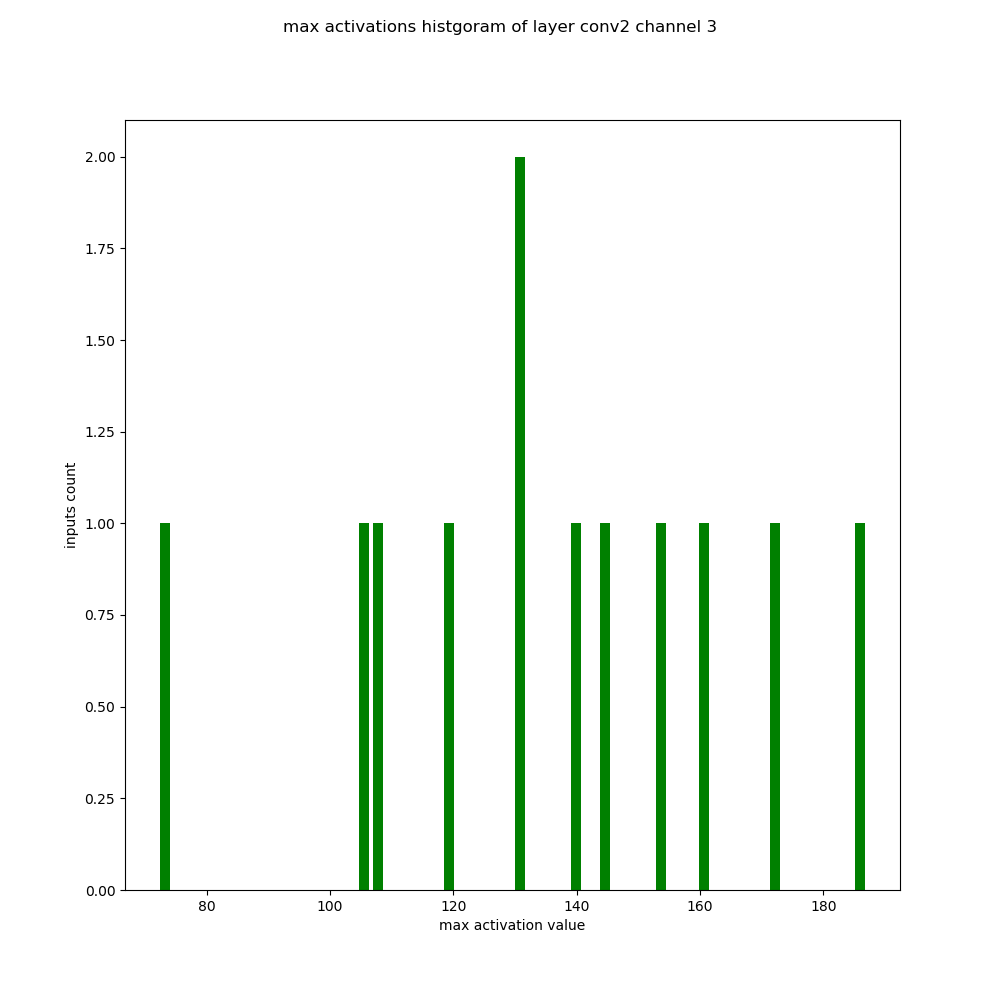 max activations histgoram of layer conv2 channel 3
2.00
1.75
1.50
1.25
1.00
0.75
0.50
0.25
0.00
inputs count
80 100 120 140 160 180
max activation value